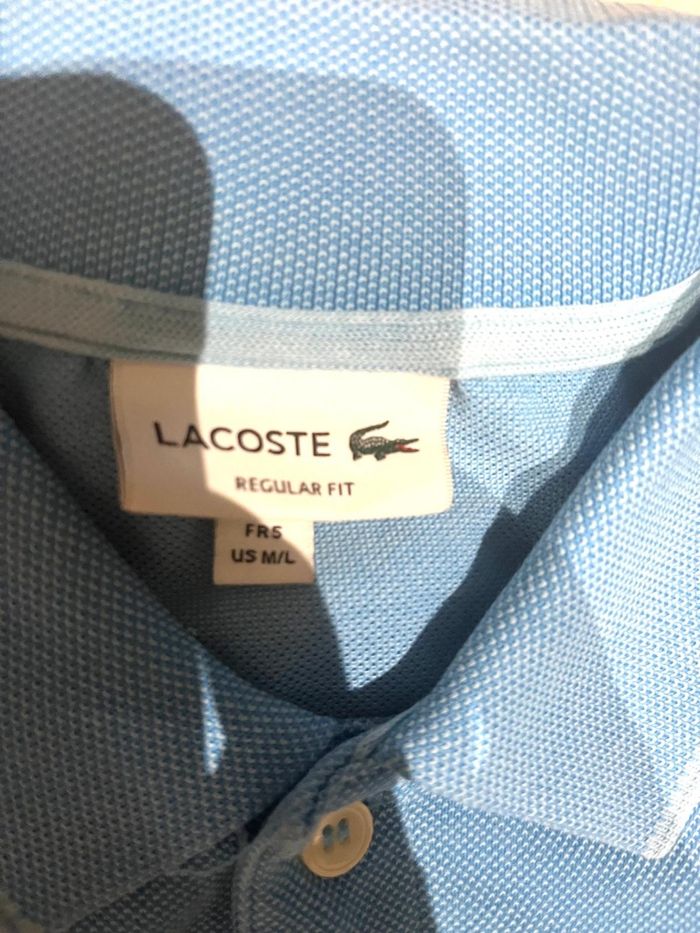 LACOSTE
REGULAR FIT
FR5
US M/L